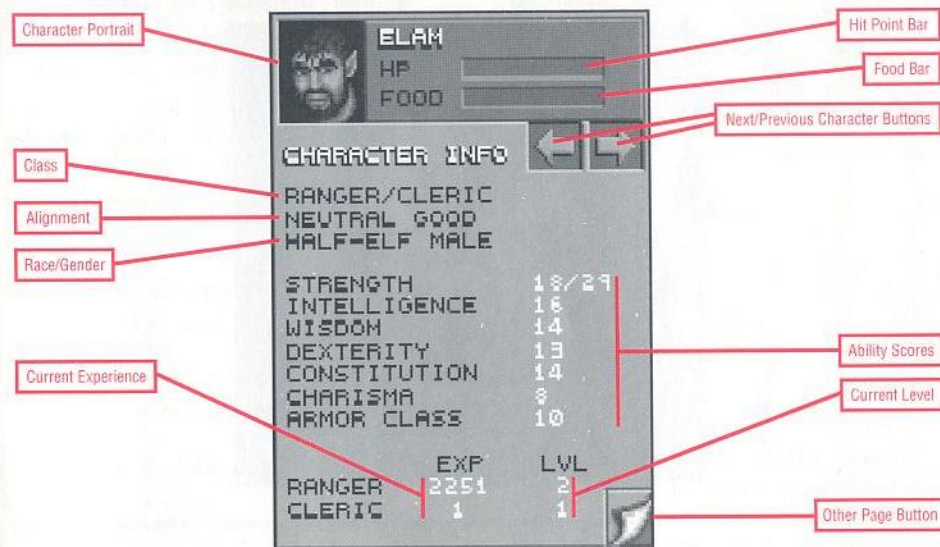 Character Portrait
ELAM
HP
FOOD
Hit Point Bar
Food Bar
Next/Previous Character Buttons
CHARACTER INFO
Class
RANGER/CLERIC
Alignment
NEUTRAL GOOD
HALF-ELF MALE
Race/Gender
STRENGTH 18/29
INTELLIGENCE 16
WISDOM 14
DEXTERITY 13
CONSTITUTION 14
CHARISMA 8
ARMOR CLASS 10
Ability Scores
Current Experience
Current Level
EXP LVL
RANGER 2251 2
CLERIC 1 1
Other Page Button